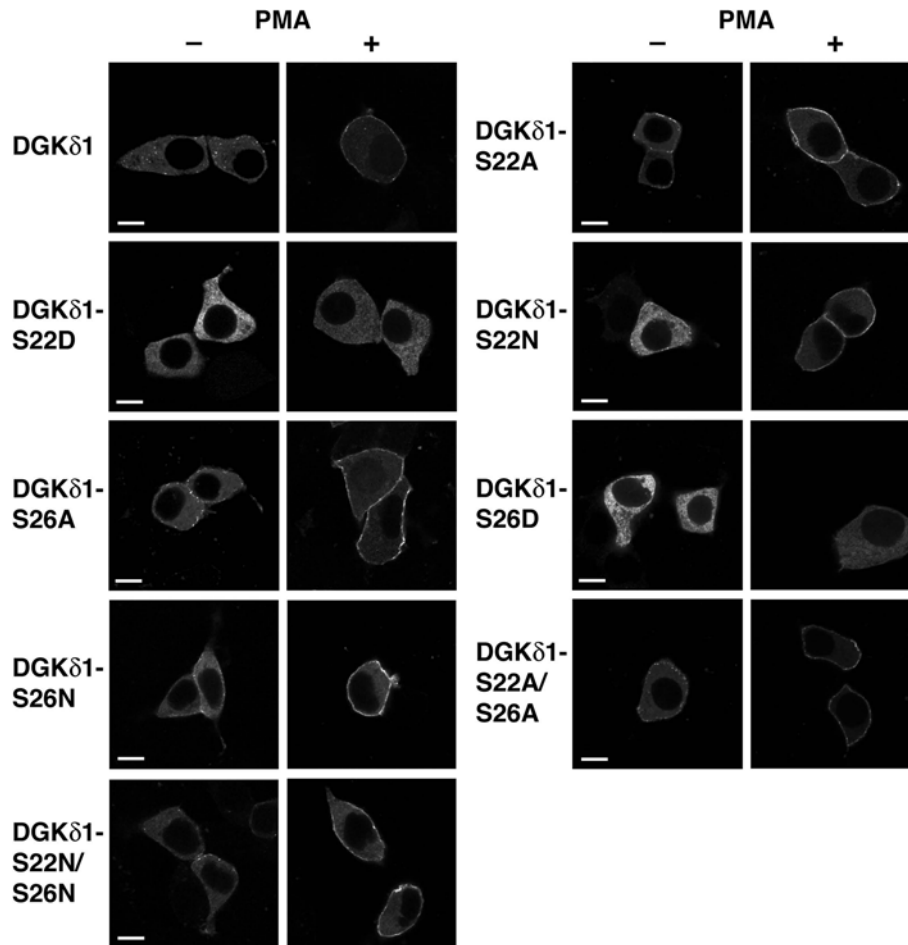 PMA
− +
DGKδ1
DGKδ1-
S22D
DGKδ1-
S26A
DGKδ1-
S26N
DGKδ1-
S22N/
S26N
PMA
− +
DGKδ1-
S22A
DGKδ1-
S22N
DGKδ1-
S26D
DGKδ1-
S22A/
S26A